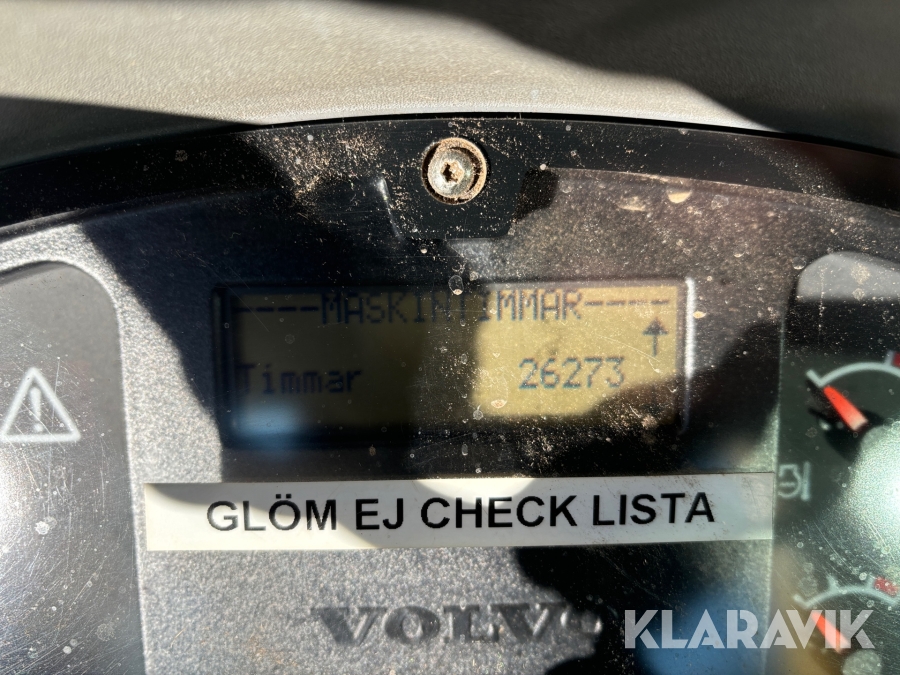 ----MASKINTIMMAR----
Timmar 26273
GLÖM EJ CHECK LISTA
VOLVO
KLARAVIK